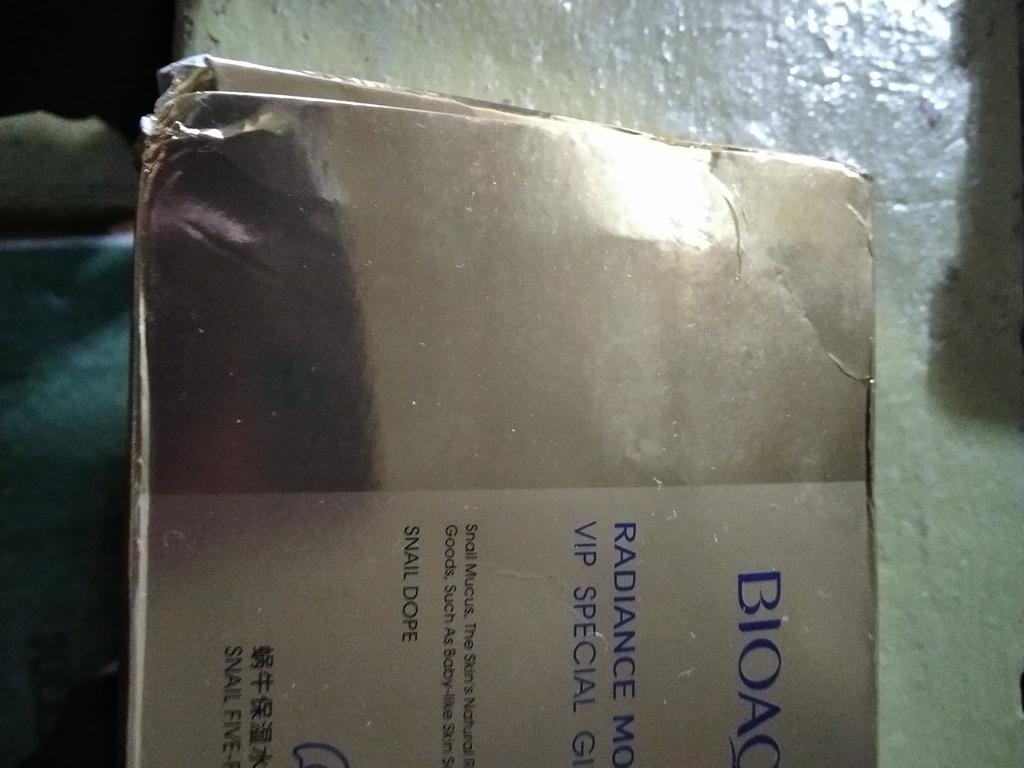 BIOAQ
RADIANCE MO
VIP SPECIAL GI
Snail Mucus, The Skin's Natural R
Goods, Such As Baby-like Skin S
SNAIL DOPE
蜗牛保湿水
SNAIL FIVE-